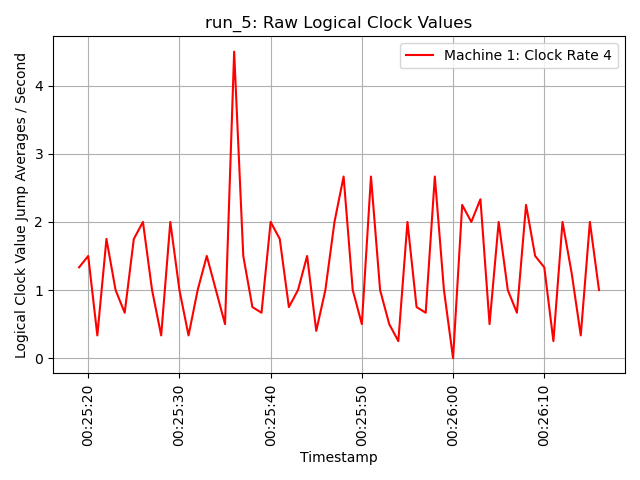 run_5: Raw Logical Clock Values
Machine 1: Clock Rate 4
Logical Clock Value Jump Averages / Second
4
3
2
1
0
00:25:20
00:25:30
00:25:40
00:25:50
00:26:00
00:26:10
Timestamp